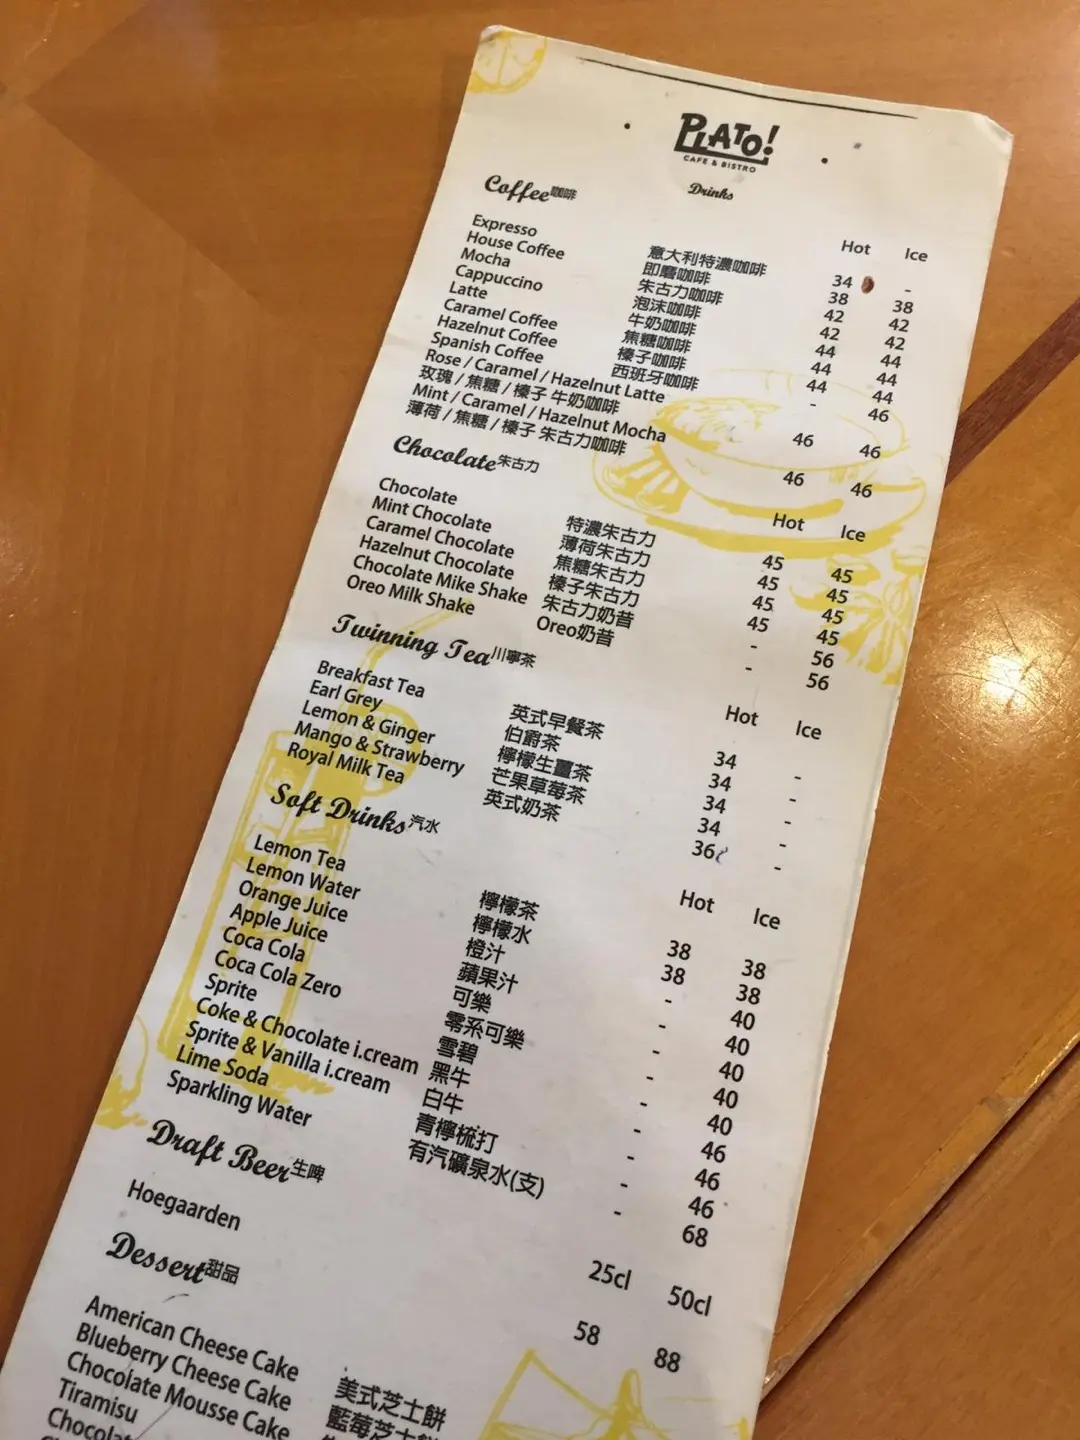 PLATO!
CAFE & BISTRO
Drinks
Coffee咖啡 Hot Ice
Expresso 意大利特濃咖啡 34 -
House Coffee 即磨咖啡 38 38
Mocha 朱古力咖啡 42 42
Cappuccino 泡沫咖啡 42 42
Latte 牛奶咖啡 44 44
Caramel Coffee 焦糖咖啡 44 44
Hazelnut Coffee 榛子咖啡 44 44
Spanish Coffee 西班牙咖啡 - 46
Rose / Caramel / Hazelnut Latte
玫瑰 / 焦糖 / 榛子 牛奶咖啡 46 46
Mint / Caramel / Hazelnut Mocha
薄荷 / 焦糖 / 榛子 朱古力咖啡 46 46
Chocolate朱古力 Hot Ice
Chocolate 特濃朱古力 45 45
Mint Chocolate 薄荷朱古力 45 45
Caramel Chocolate 焦糖朱古力 45 45
Hazelnut Chocolate 榛子朱古力 45 45
Chocolate Mike Shake 朱古力奶昔 - 56
Oreo Milk Shake Oreo奶昔 - 56
Twinning Tea川寧茶 Hot Ice
Breakfast Tea 英式早餐茶 34 -
Earl Grey 伯爵茶 34 -
Lemon & Ginger 檸檬生薑茶 34 -
Mango & Strawberry 芒果草莓茶 34 -
Royal Milk Tea 英式奶茶 36 -
Soft Drinks汽水 Hot Ice
Lemon Tea 檸檬茶 38 38
Lemon Water 檸檬水 38 38
Orange Juice 橙汁 - 40
Apple Juice 蘋果汁 - 40
Coca Cola 可樂 - 40
Coca Cola Zero 零系可樂 - 40
Sprite 雪碧 - 40
Coke & Chocolate i.cream 黑牛 - 46
Sprite & Vanilla i.cream 白牛 - 46
Lime Soda 青檸梳打 - 46
Sparkling Water 有汽礦泉水(支) - 68
Draft Beer生啤 25cl 50cl
Hoegaarden 58 88
Dessert甜品
American Cheese Cake 美式芝士餅
Blueberry Cheese Cake 藍莓芝士餅
Chocolate Mousse Cake
Tiramisu